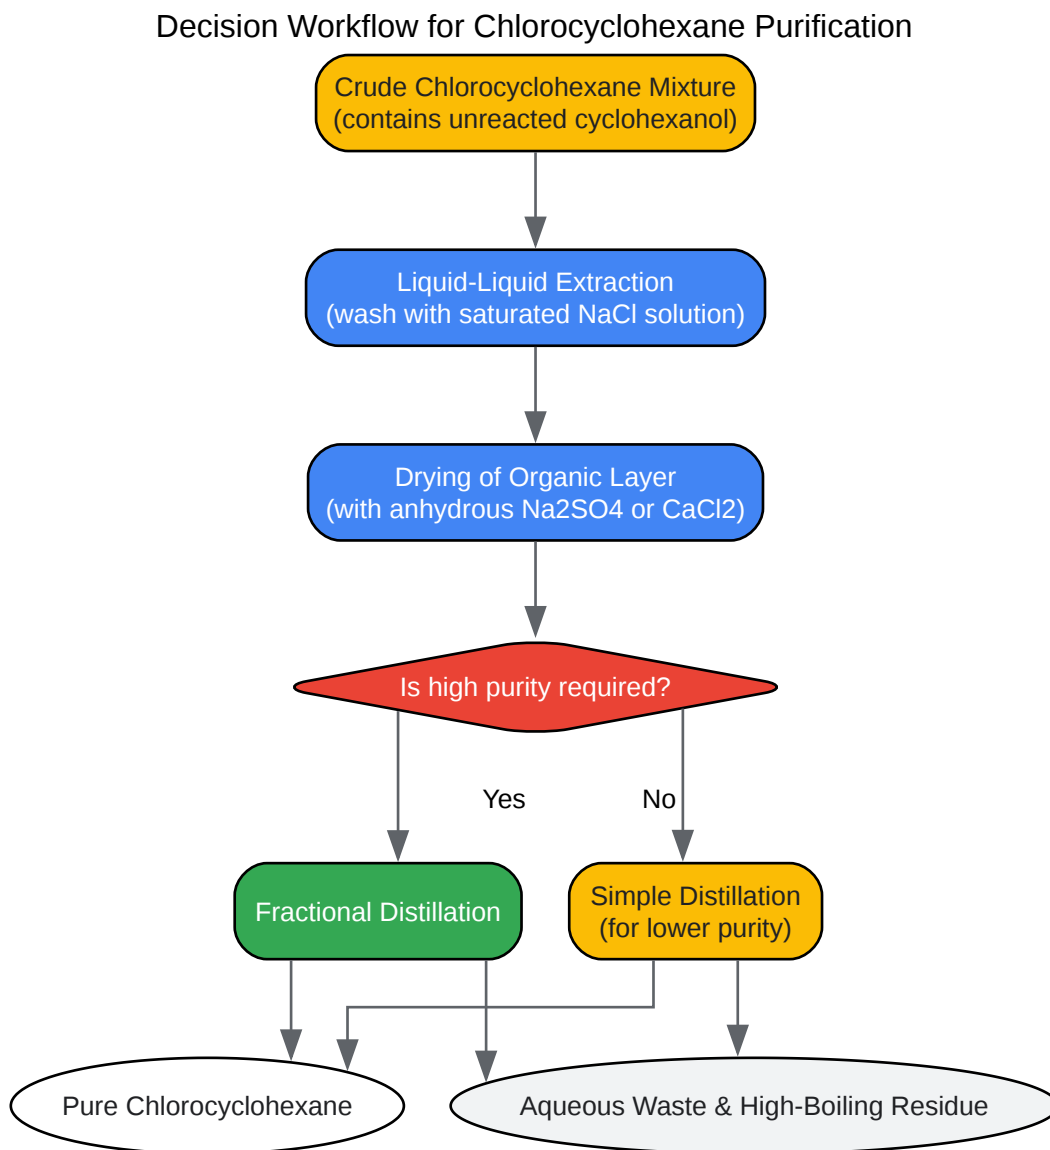 Decision Workflow for Chlorocyclohexane Purification
Crude Chlorocyclohexane Mixture
(contains unreacted cyclohexanol)
Liquid-Liquid Extraction
(wash with saturated NaCl solution)
Drying of Organic Layer
(with anhydrous Na2SO4 or CaCl2)
Is high purity required?
Yes
No
Fractional Distillation
Simple Distillation
(for lower purity)
Pure Chlorocyclohexane
Aqueous Waste & High-Boiling Residue